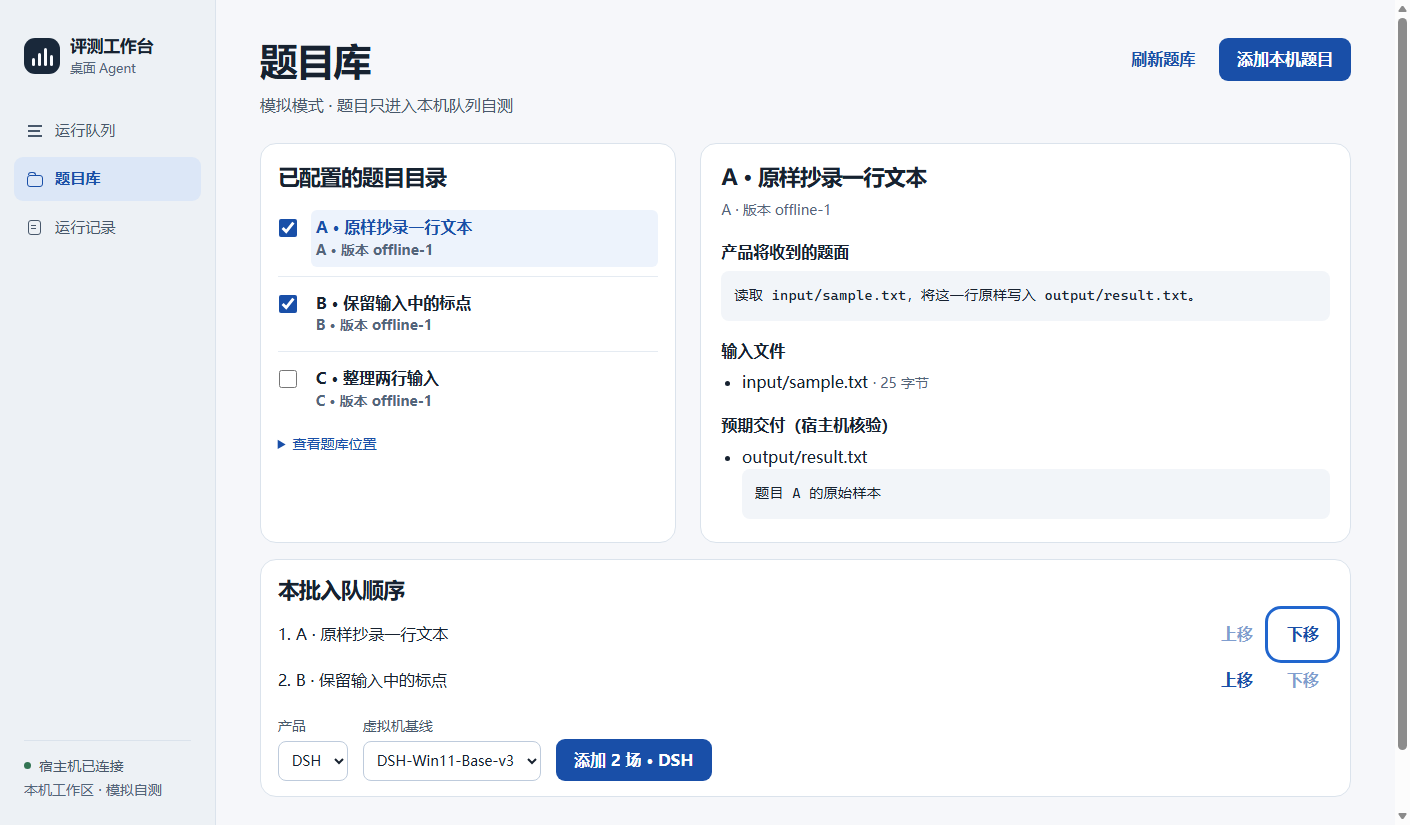 评测工作台
桌面 Agent
运行队列
题目库
运行记录
宿主机已连接
本机工作区 · 模拟自测
题目库
模拟模式 · 题目只进入本机队列自测
刷新题库
添加本机题目
已配置的题目目录
A • 原样抄录一行文本
A • 版本 offline-1
B • 保留输入中的标点
B • 版本 offline-1
C • 整理两行输入
C • 版本 offline-1
查看题库位置
A • 原样抄录一行文本
A · 版本 offline-1
产品将收到的题面
读取 input/sample.txt，将这一行原样写入 output/result.txt。
输入文件
input/sample.txt · 25 字节
预期交付（宿主机核验）
output/result.txt
题目 A 的原始样本
本批入队顺序
1. A · 原样抄录一行文本 上移 下移
2. B · 保留输入中的标点 上移 下移
产品 虚拟机基线
DSH DSH-Win11-Base-v3 添加 2 场 • DSH